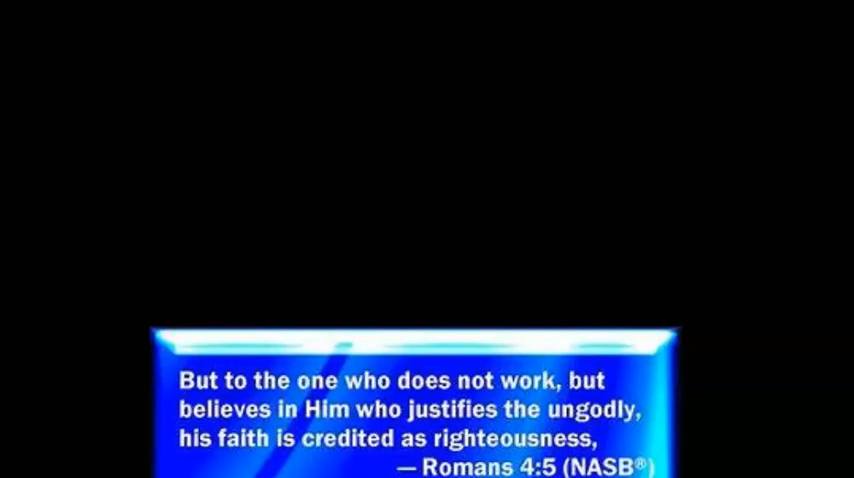 But to the one who does not work, but
believes in Him who justifies the ungodly,
his faith is credited as righteousness,
— Romans 4:5 (NASB®)